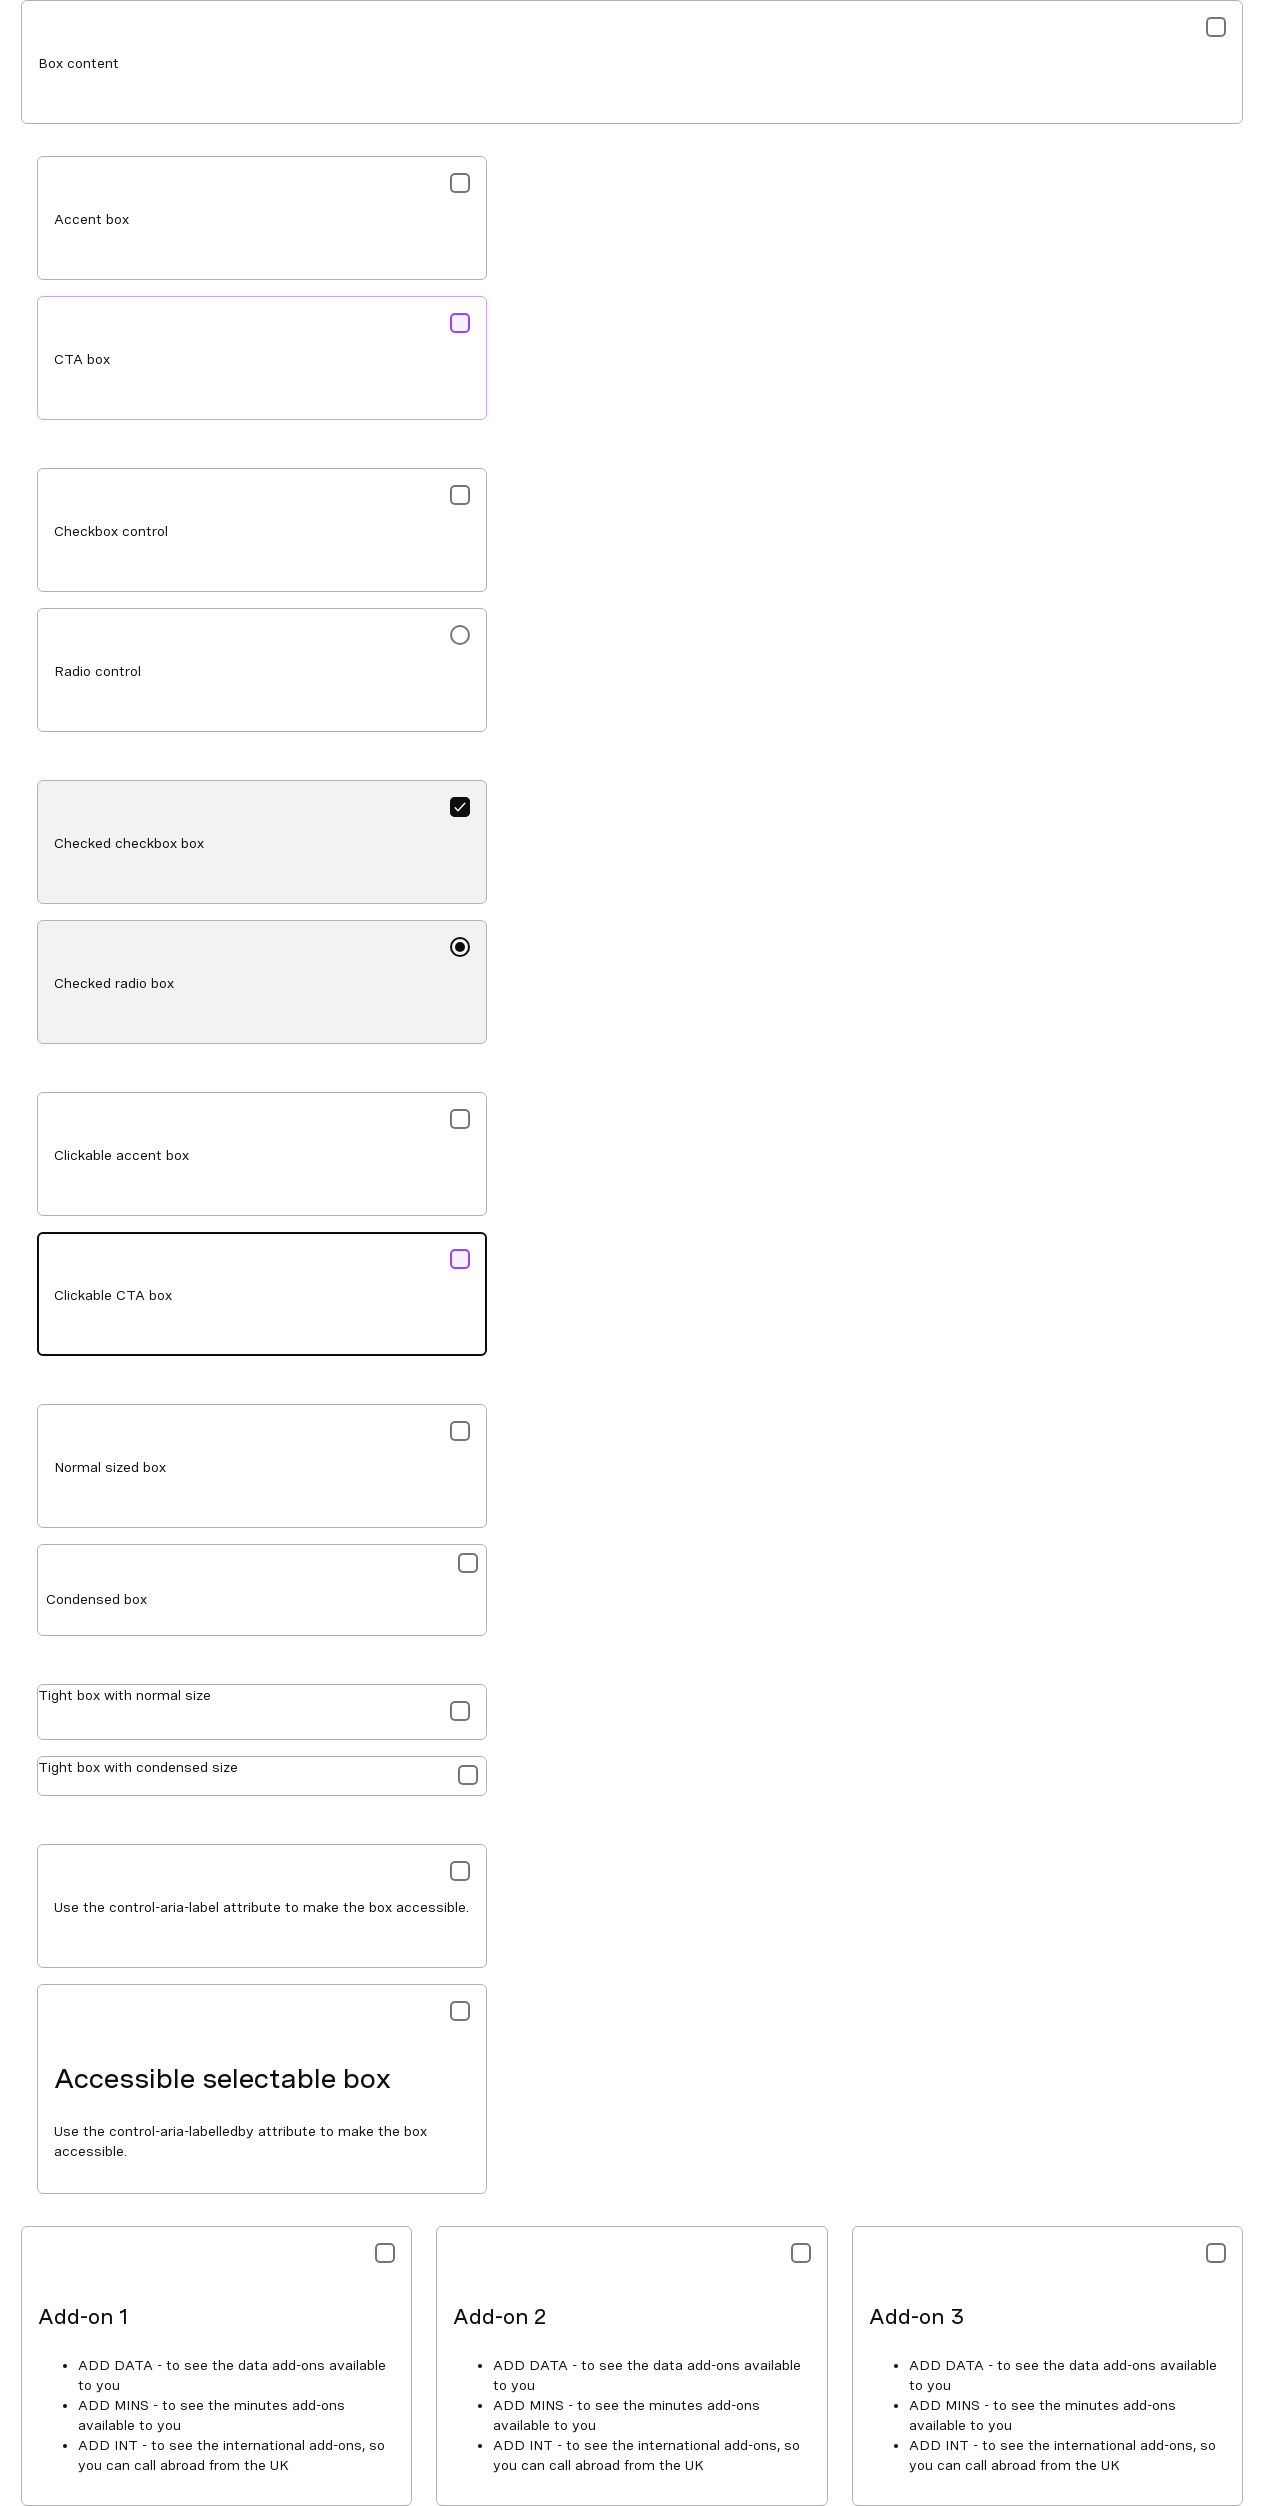 Box content
Accent box
CTA box
Checkbox control
Radio control
Checked checkbox box
Checked radio box
Clickable accent box
Clickable CTA box
Normal sized box
Condensed box
Tight box with normal size
Tight box with condensed size
Use the control-aria-label attribute to make the box accessible.
Accessible selectable box
Use the control-aria-labelledby attribute to make the box
accessible.
Add-on 1
• ADD DATA - to see the data add-ons available
to you
• ADD MINS - to see the minutes add-ons
available to you
• ADD INT - to see the international add-ons, so
you can call abroad from the UK
Add-on 2
• ADD DATA - to see the data add-ons available
to you
• ADD MINS - to see the minutes add-ons
available to you
• ADD INT - to see the international add-ons, so
you can call abroad from the UK
Add-on 3
• ADD DATA - to see the data add-ons available
to you
• ADD MINS - to see the minutes add-ons
available to you
• ADD INT - to see the international add-ons, so
you can call abroad from the UK